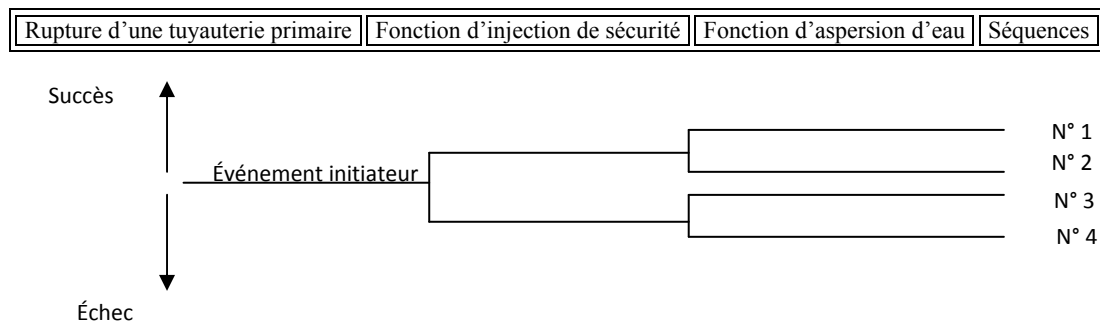 Rupture d’une tuyauterie primaire Fonction d’injection de sécurité Fonction d’aspersion d’eau Séquences
Succès
N° 1
Événement initiateur
N° 2
N° 3
N° 4
Échec